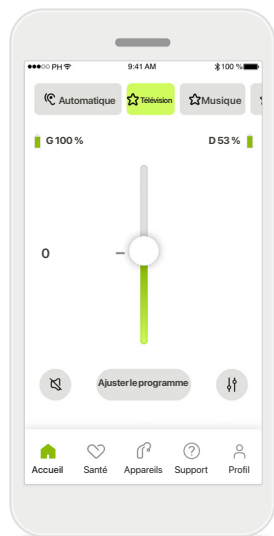 PH 9:41 AM 100 %
Automatique Télévision Musique
G 100 % D 53 %
0
Ajuster le programme
Accueil Santé Appareils Support Profil